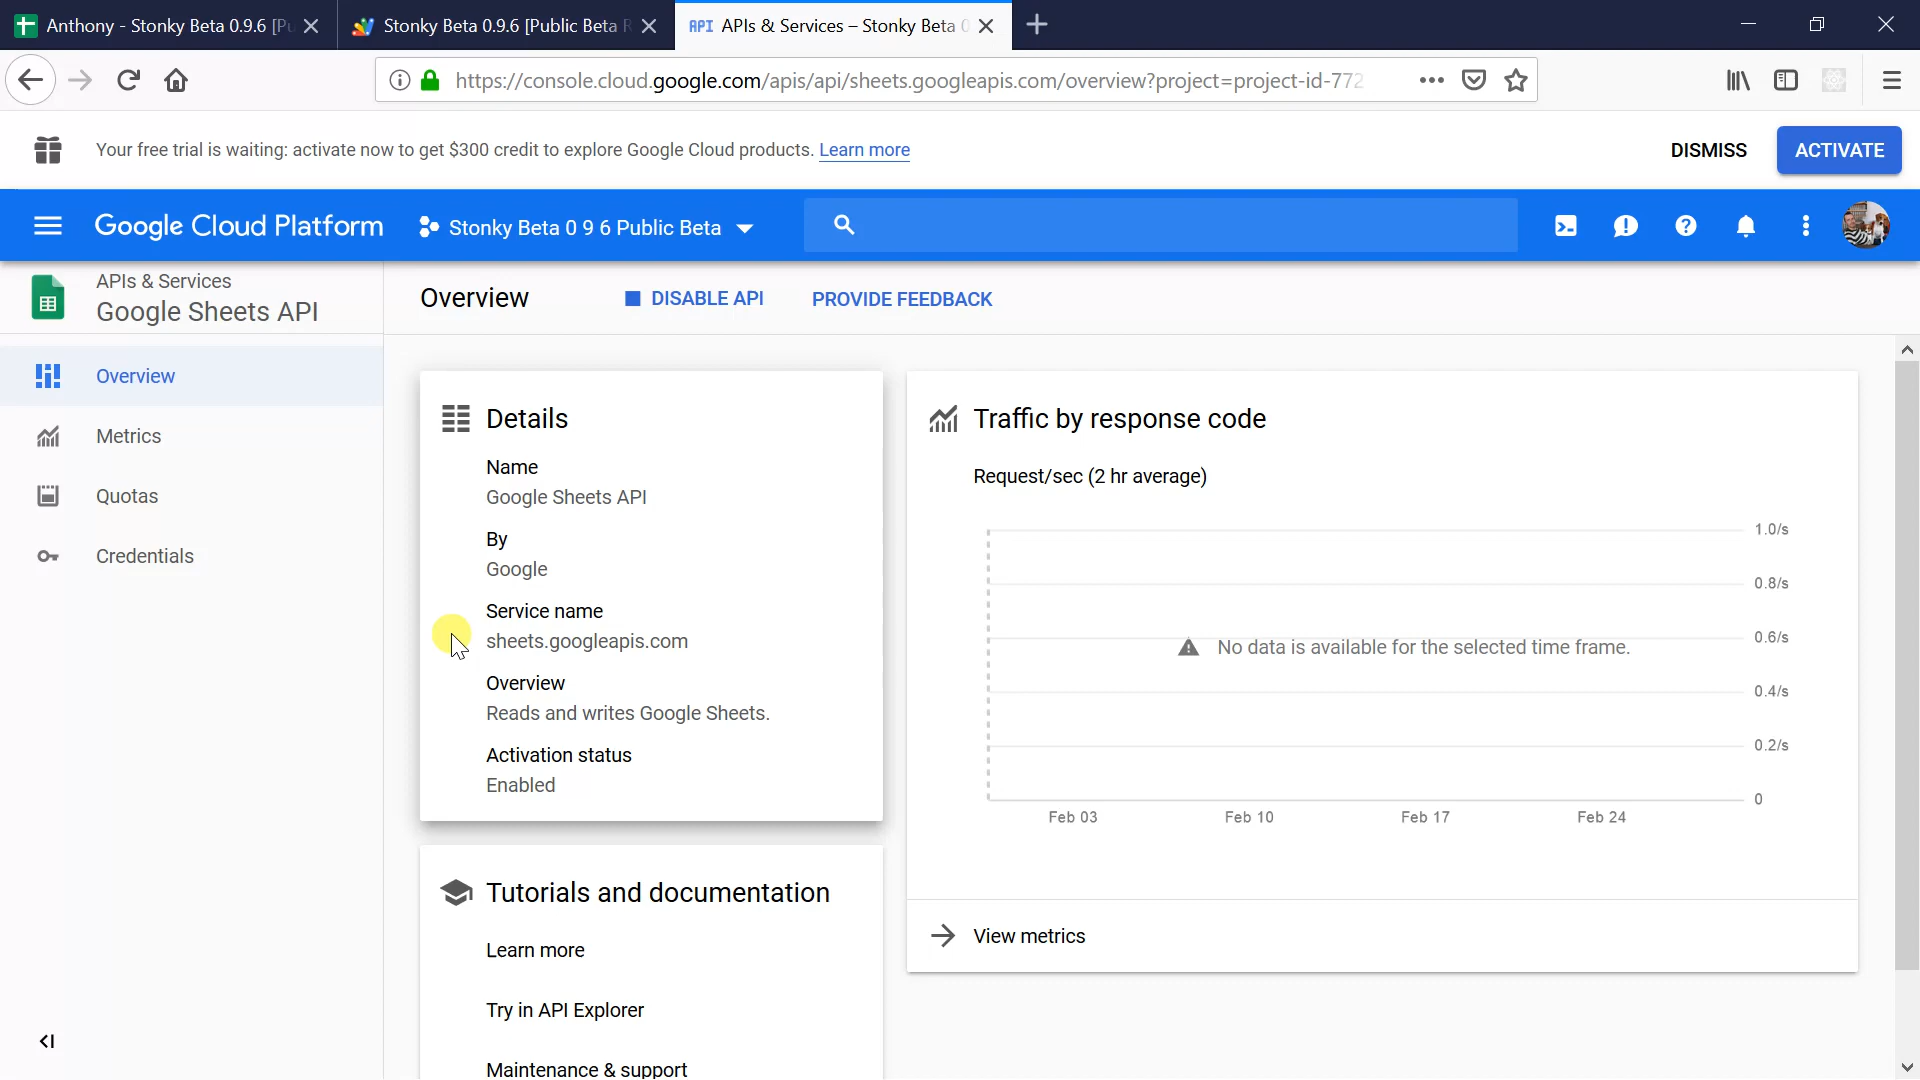 Anthony - Stonky Beta 0.9.6 [Pu
Stonky Beta 0.9.6 [Public Beta R
API APIs & Services – Stonky Beta 0
https://console.cloud.google.com/apis/api/sheets.googleapis.com/overview?project=project-id-772
Your free trial is waiting: activate now to get $300 credit to explore Google Cloud products. Learn more
DISMISS
ACTIVATE
Google Cloud Platform
Stonky Beta 0 9 6 Public Beta
APIs & Services
Google Sheets API
Overview
DISABLE API
PROVIDE FEEDBACK
Overview
Metrics
Quotas
Credentials
Details
Name
Google Sheets API
By
Google
Service name
sheets.googleapis.com
Overview
Reads and writes Google Sheets.
Activation status
Enabled
Traffic by response code
Request/sec (2 hr average)
1.0/s
0.8/s
0.6/s
No data is available for the selected time frame.
0.4/s
0.2/s
0
Feb 03 Feb 10 Feb 17 Feb 24
View metrics
Tutorials and documentation
Learn more
Try in API Explorer
Maintenance & support